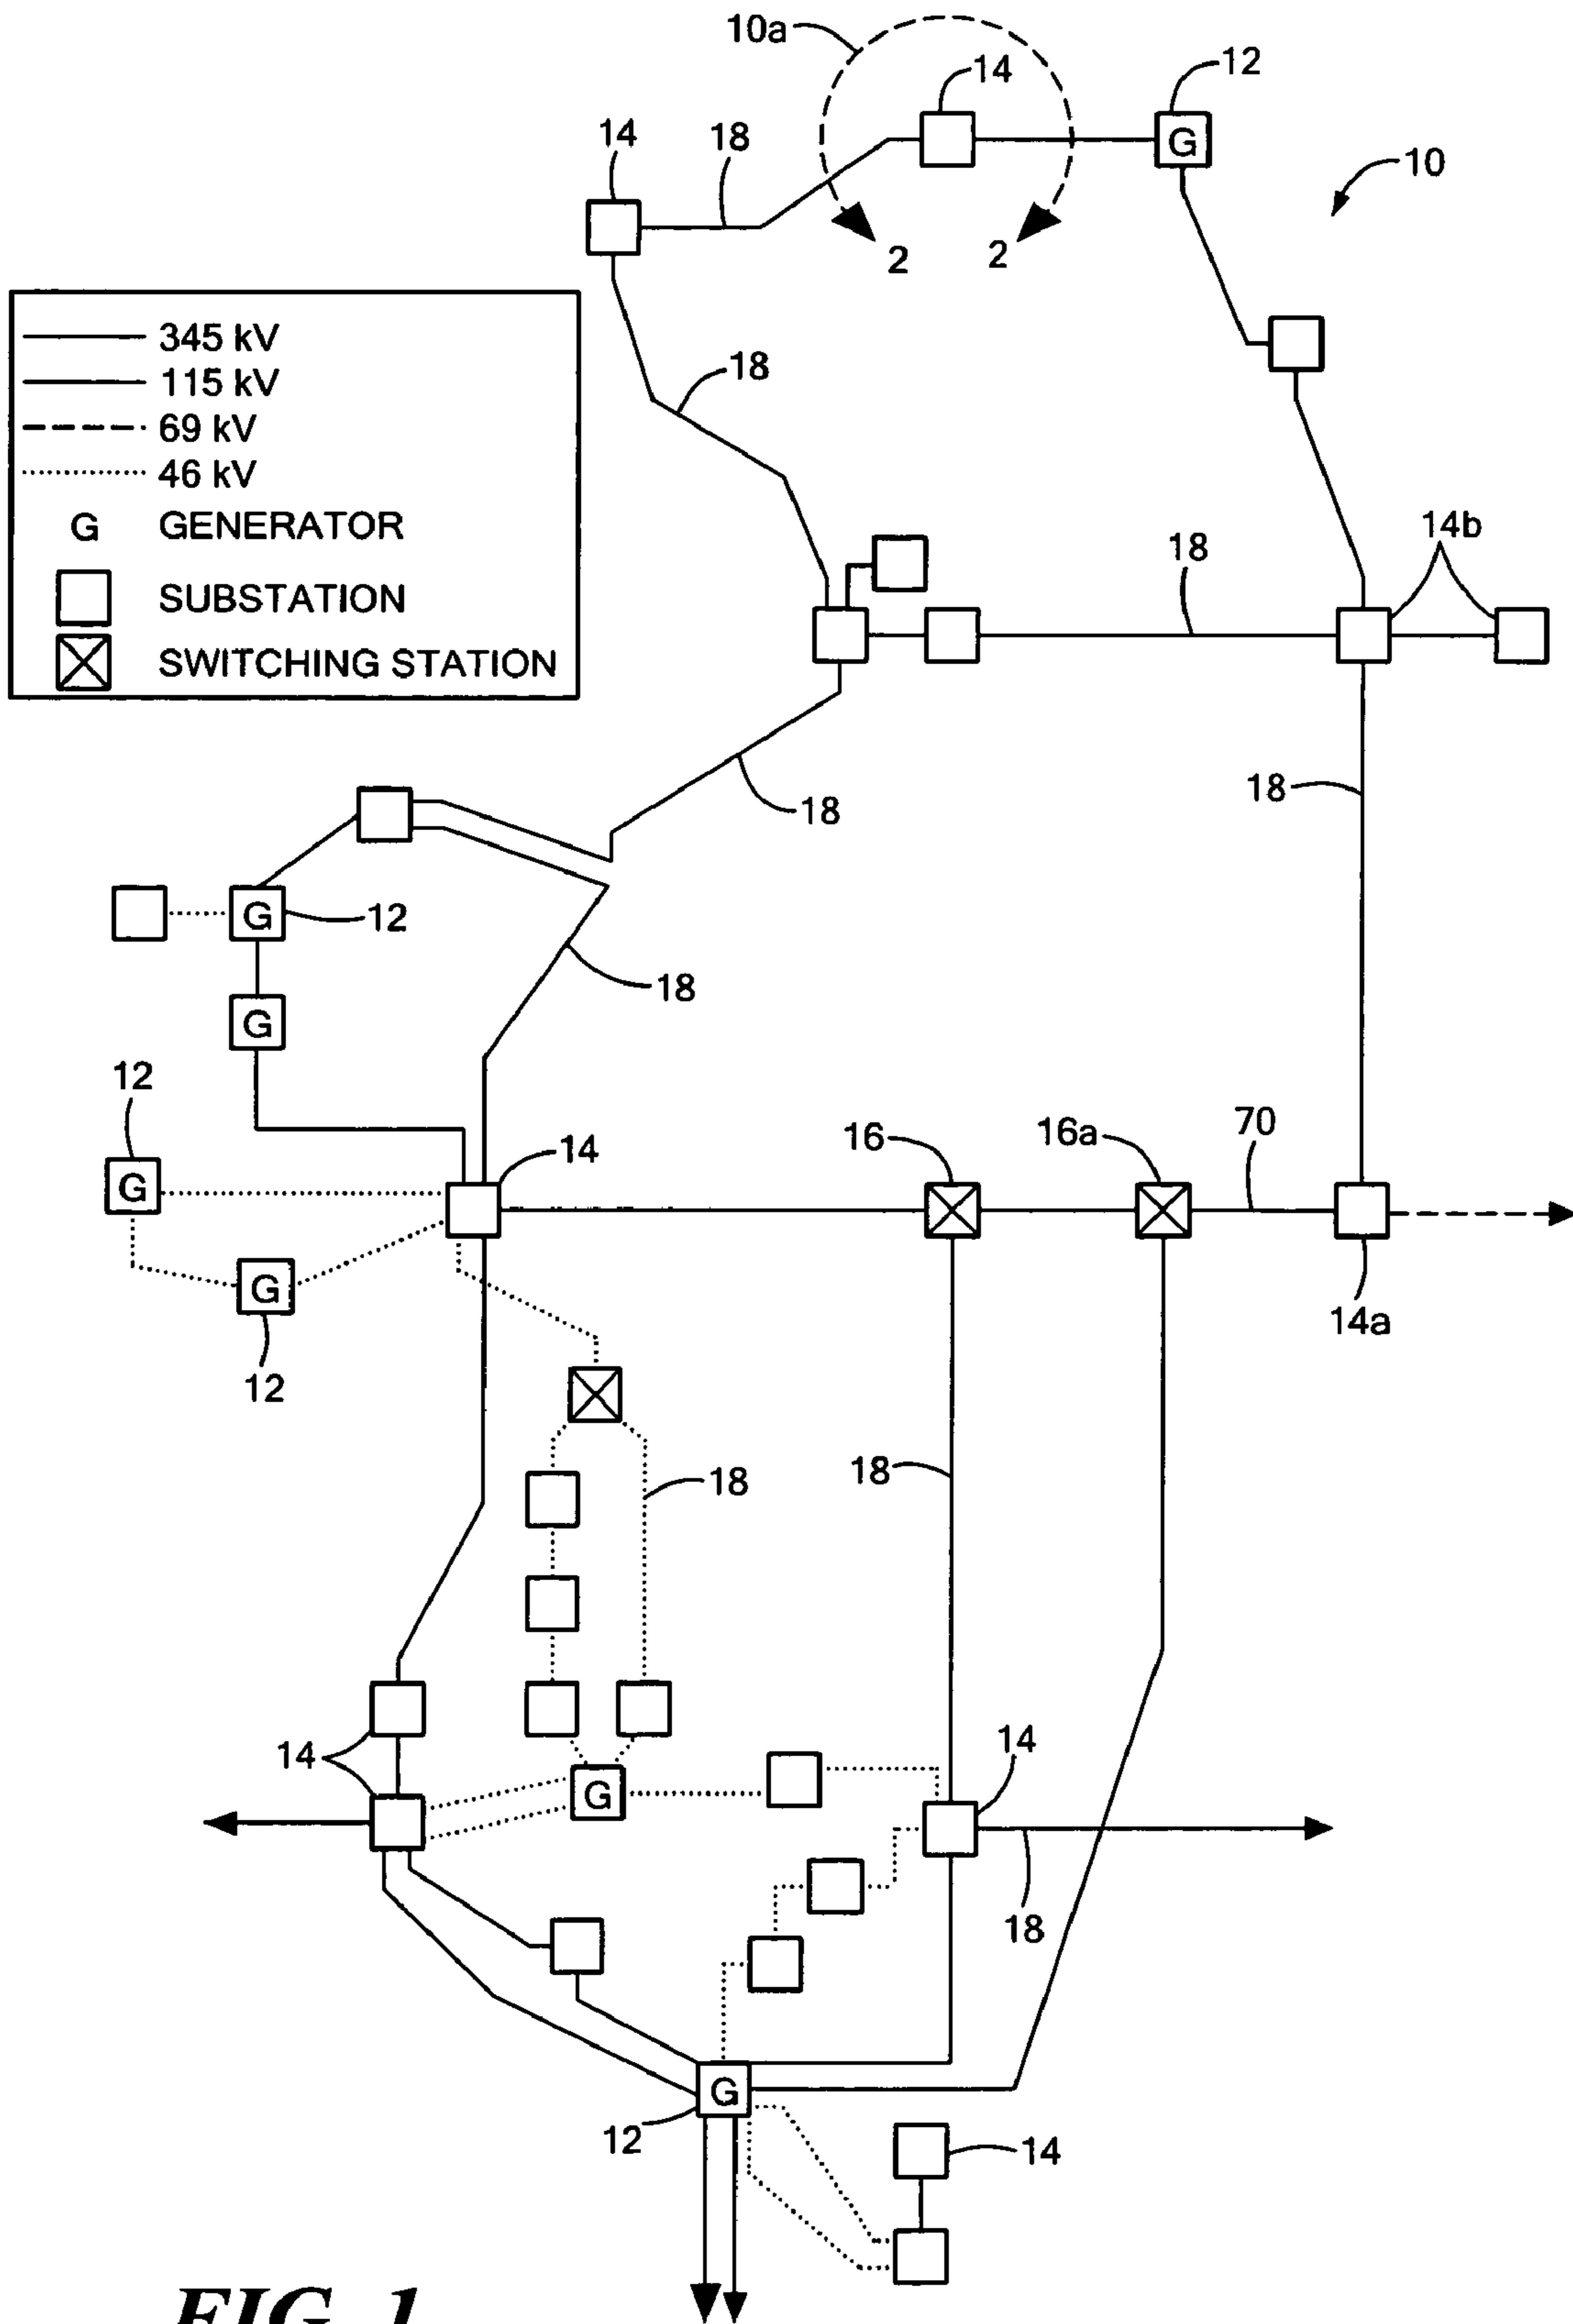 10a
14
12
14
18
10
2
2
345 kV
115 kV
69 kV
46 kV
G GENERATOR
SUBSTATION
SWITCHING STATION
G
18
14b
18
18
18
G
12
18
G
12
14
16
16a
70
G
G
12
14a
18
18
14
14
G
18
G
12
14
FIG. 1